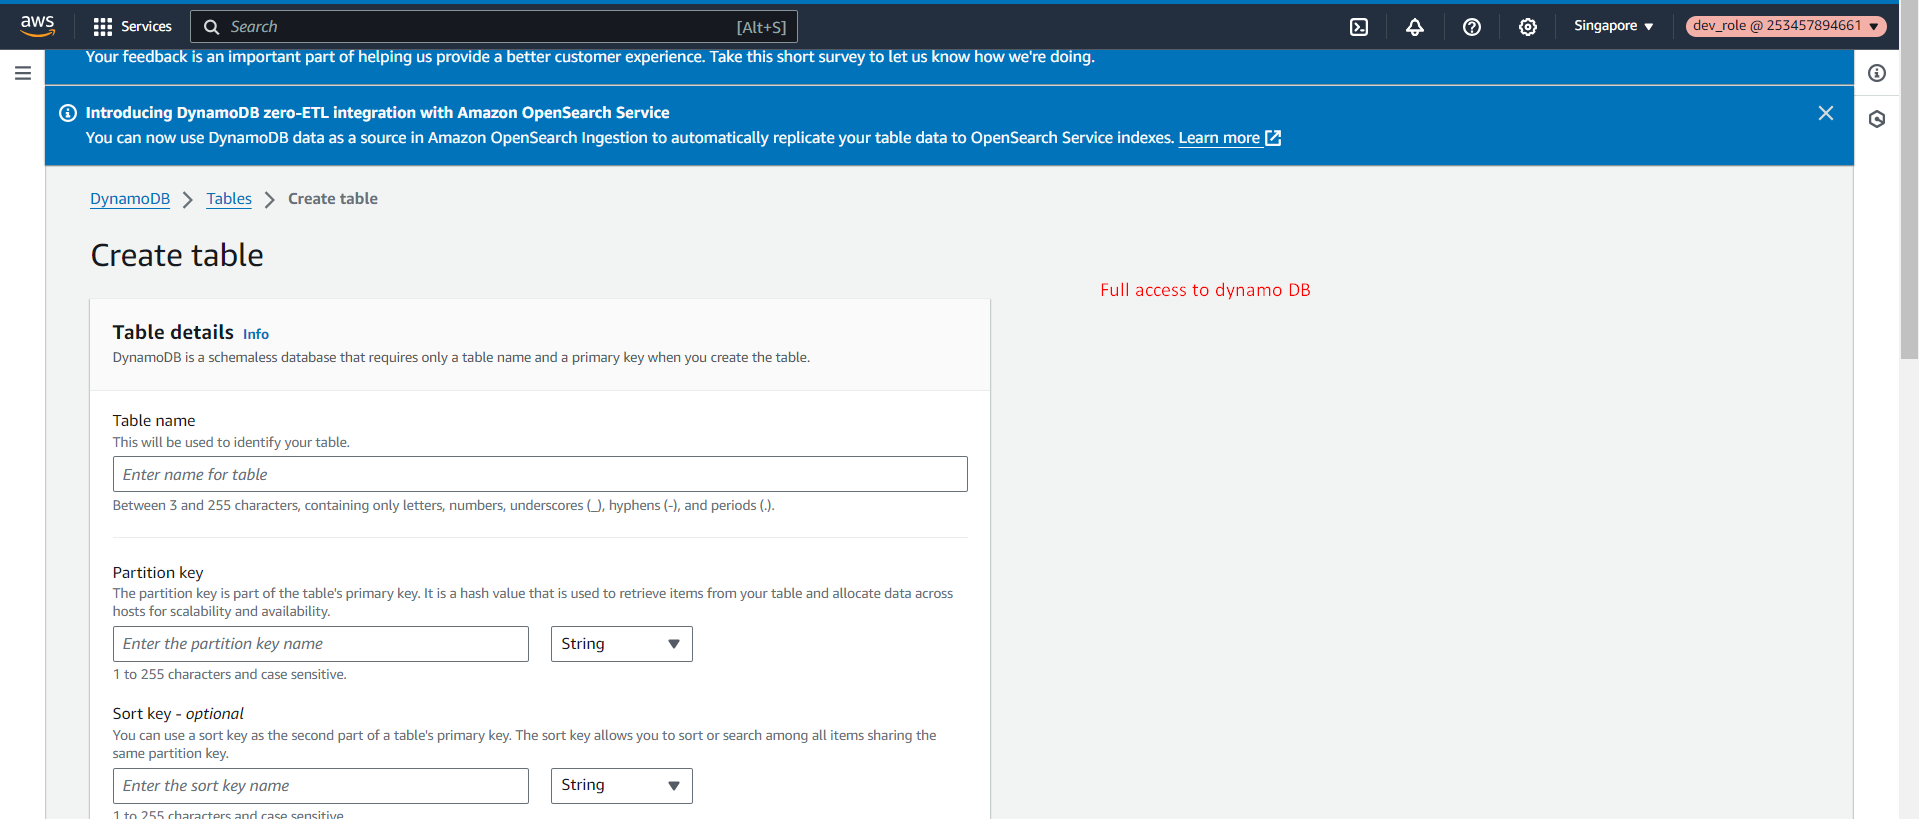 aws
Services
Search
[Alt+S]
Singapore
dev_role @ 253457894661
Your feedback is an important part of helping us provide a better customer experience. Take this short survey to let us know how we're doing.
Introducing DynamoDB zero-ETL integration with Amazon OpenSearch Service
You can now use DynamoDB data as a source in Amazon OpenSearch Ingestion to automatically replicate your table data to OpenSearch Service indexes. Learn more
DynamoDB > Tables > Create table
Create table
Full access to dynamo DB
Table details Info
DynamoDB is a schemaless database that requires only a table name and a primary key when you create the table.
Table name
This will be used to identify your table.
Enter name for table
Between 3 and 255 characters, containing only letters, numbers, underscores (_), hyphens (-), and periods (.).
Partition key
The partition key is part of the table's primary key. It is a hash value that is used to retrieve items from your table and allocate data across
hosts for scalability and availability.
Enter the partition key name
String
1 to 255 characters and case sensitive.
Sort key - optional
You can use a sort key as the second part of a table's primary key. The sort key allows you to sort or search among all items sharing the
same partition key.
Enter the sort key name
String
1 to 255 characters and case sensitive.